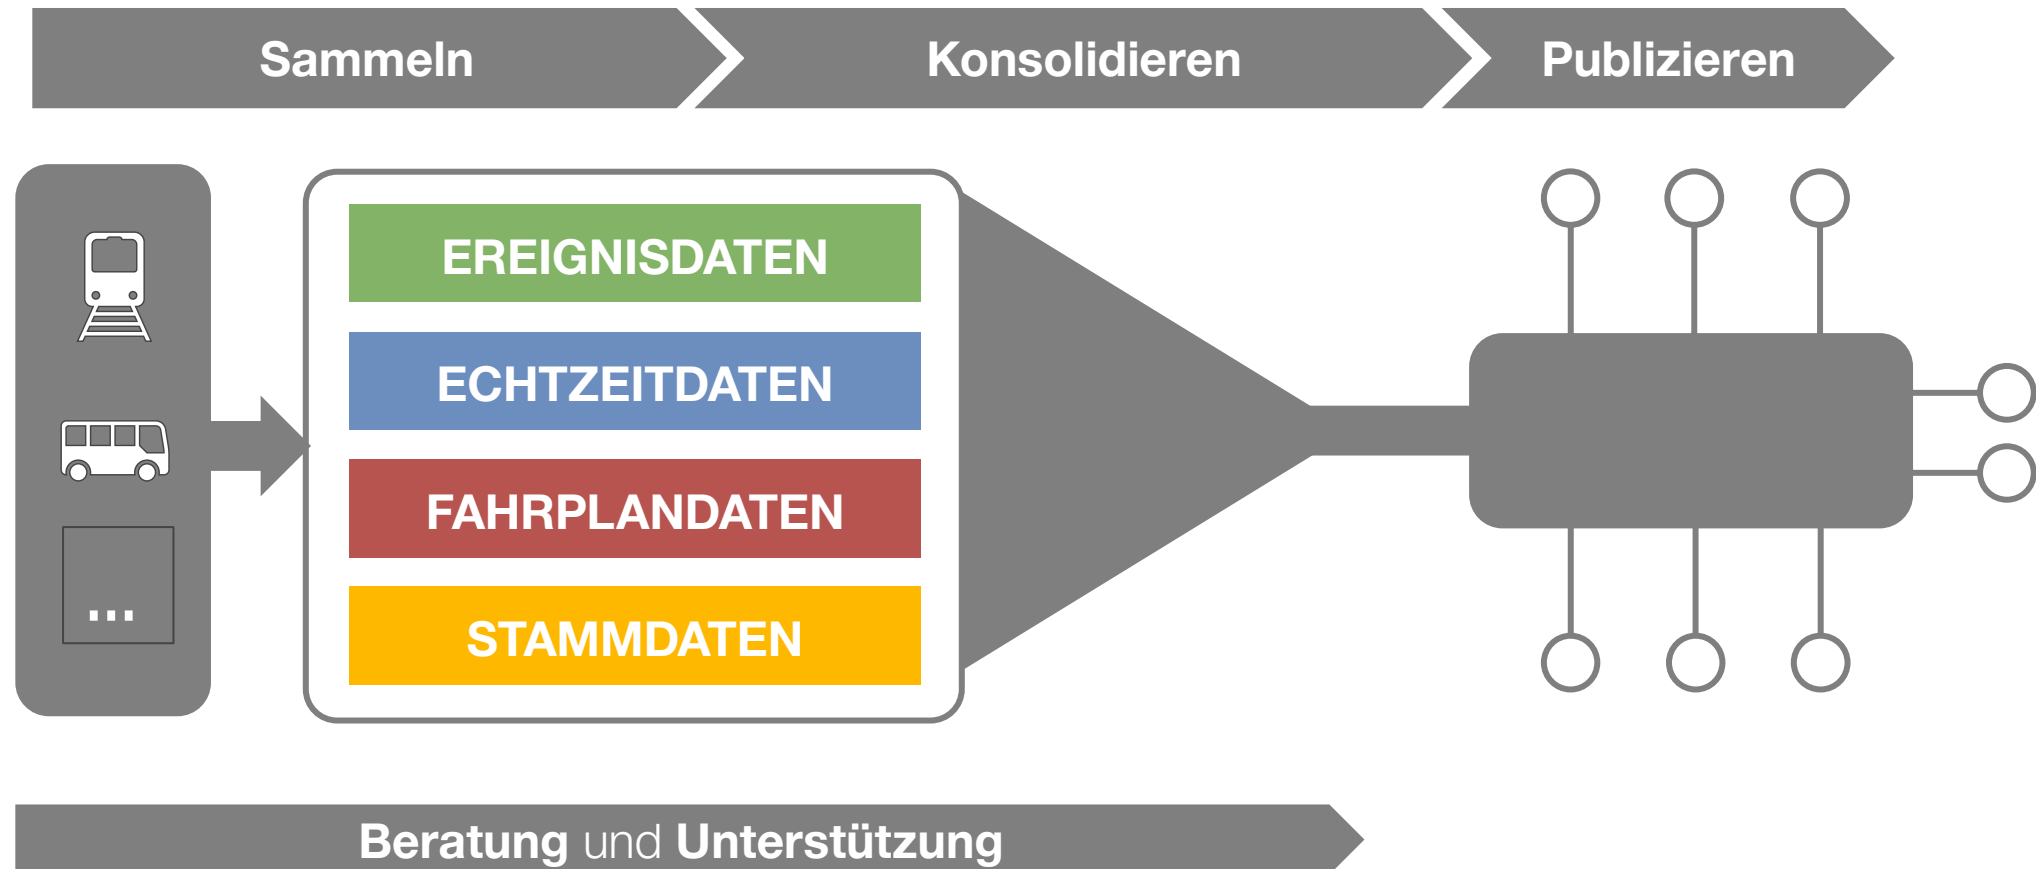 Sammeln
Konsolidieren
Publizieren
EREIGNISDATEN
ECHTZEITDATEN
FAHRPLANDATEN
...
STAMMDATEN
Beratung und Unterstützung